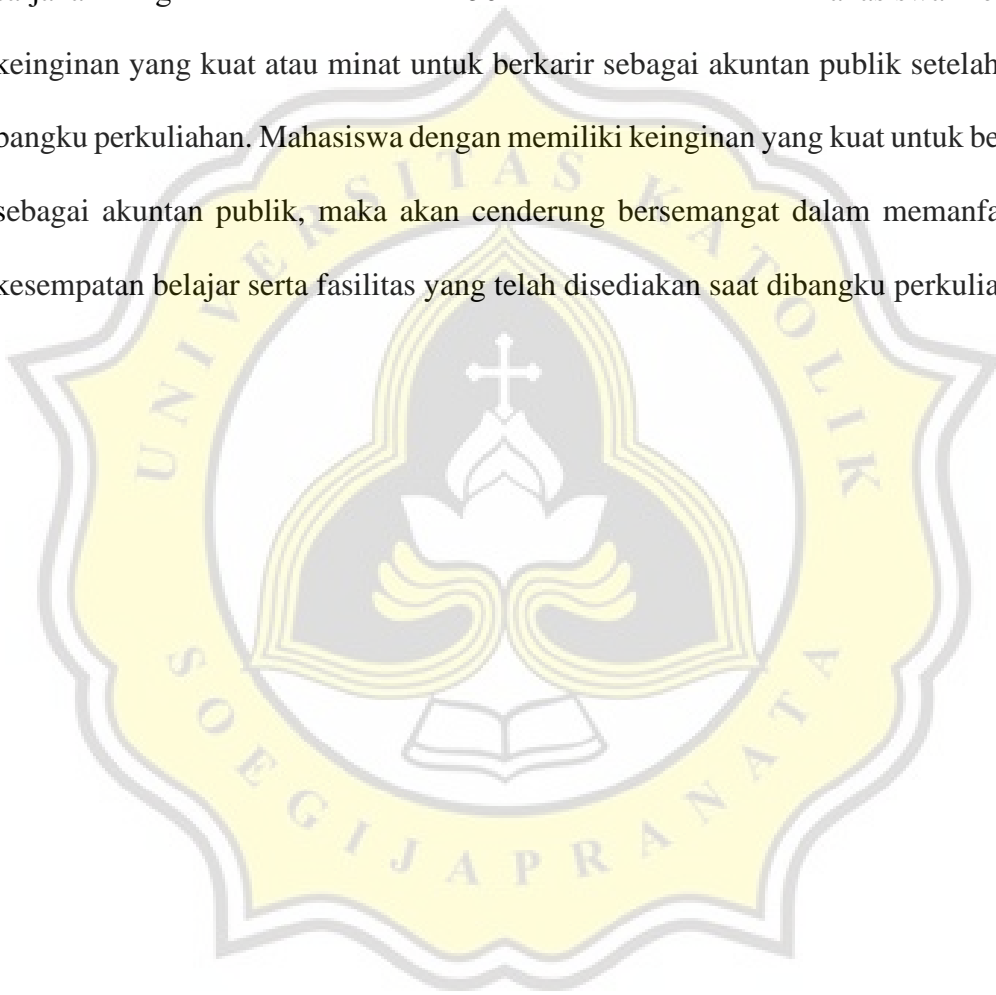 keinginan yang kuat atau minat untuk berkarir sebagai akuntan publik setelah
bangku perkuliahan. Mahasiswa dengan memiliki keinginan yang kuat untuk be
sebagai akuntan publik, maka akan cenderung bersemangat dalam memanfa
kesempatan belajar serta fasilitas yang telah disediakan saat dibangku perkulia
UNIVERSITAS KATOLIK
SOEGIJAPRANATA